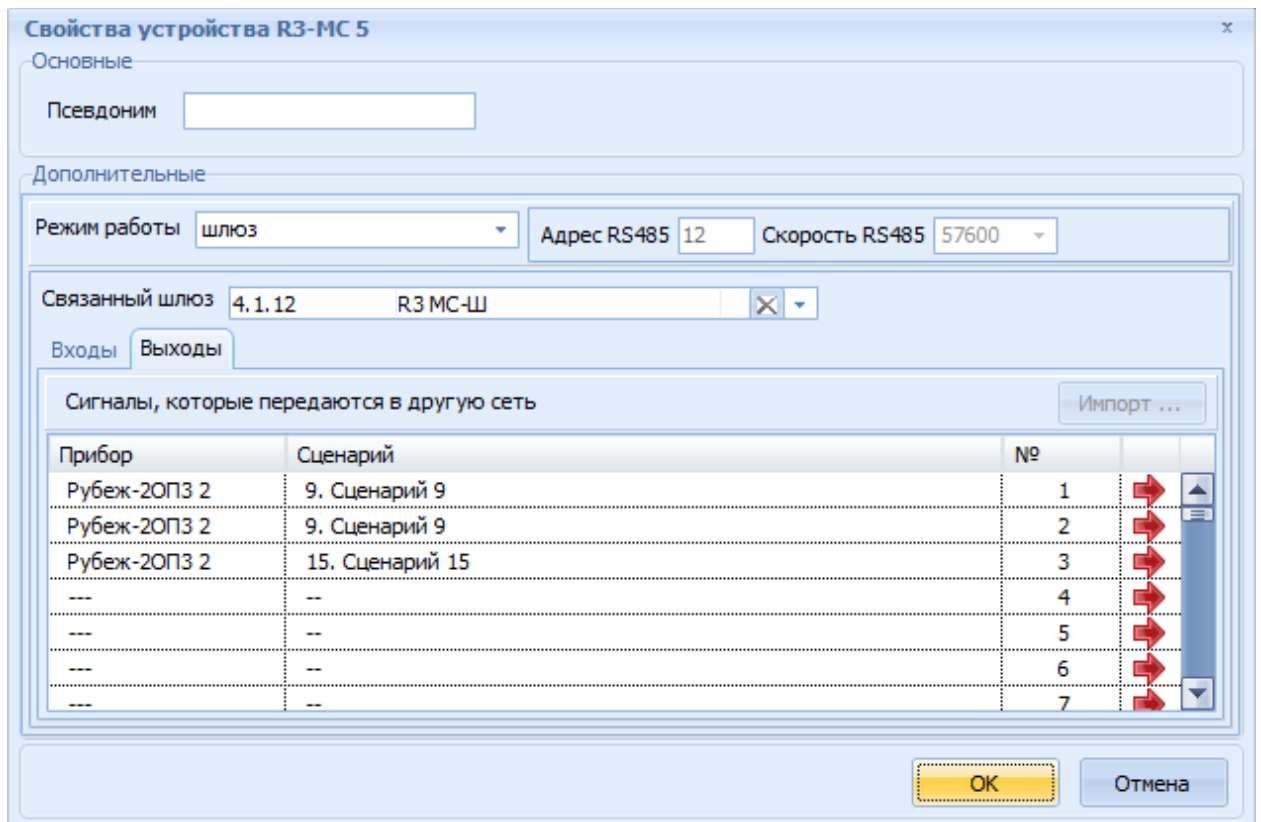 Свойства устройства R3-МС 5 x
Основные
Псевдоним
Дополнительные
Режим работы шлюз Адрес RS485 12 Скорость RS485 57600
Связанный шлюз 4.1.12 R3 МС-Ш
Входы Выходы
Сигналы, которые передаются в другую сеть Импорт ...
Прибор Сценарий №
Рубеж-2ОП3 2 9. Сценарий 9 1
Рубеж-2ОП3 2 9. Сценарий 9 2
Рубеж-2ОП3 2 15. Сценарий 15 3
--- -- 4
--- -- 5
--- -- 6
--- -- 7
OK Отмена